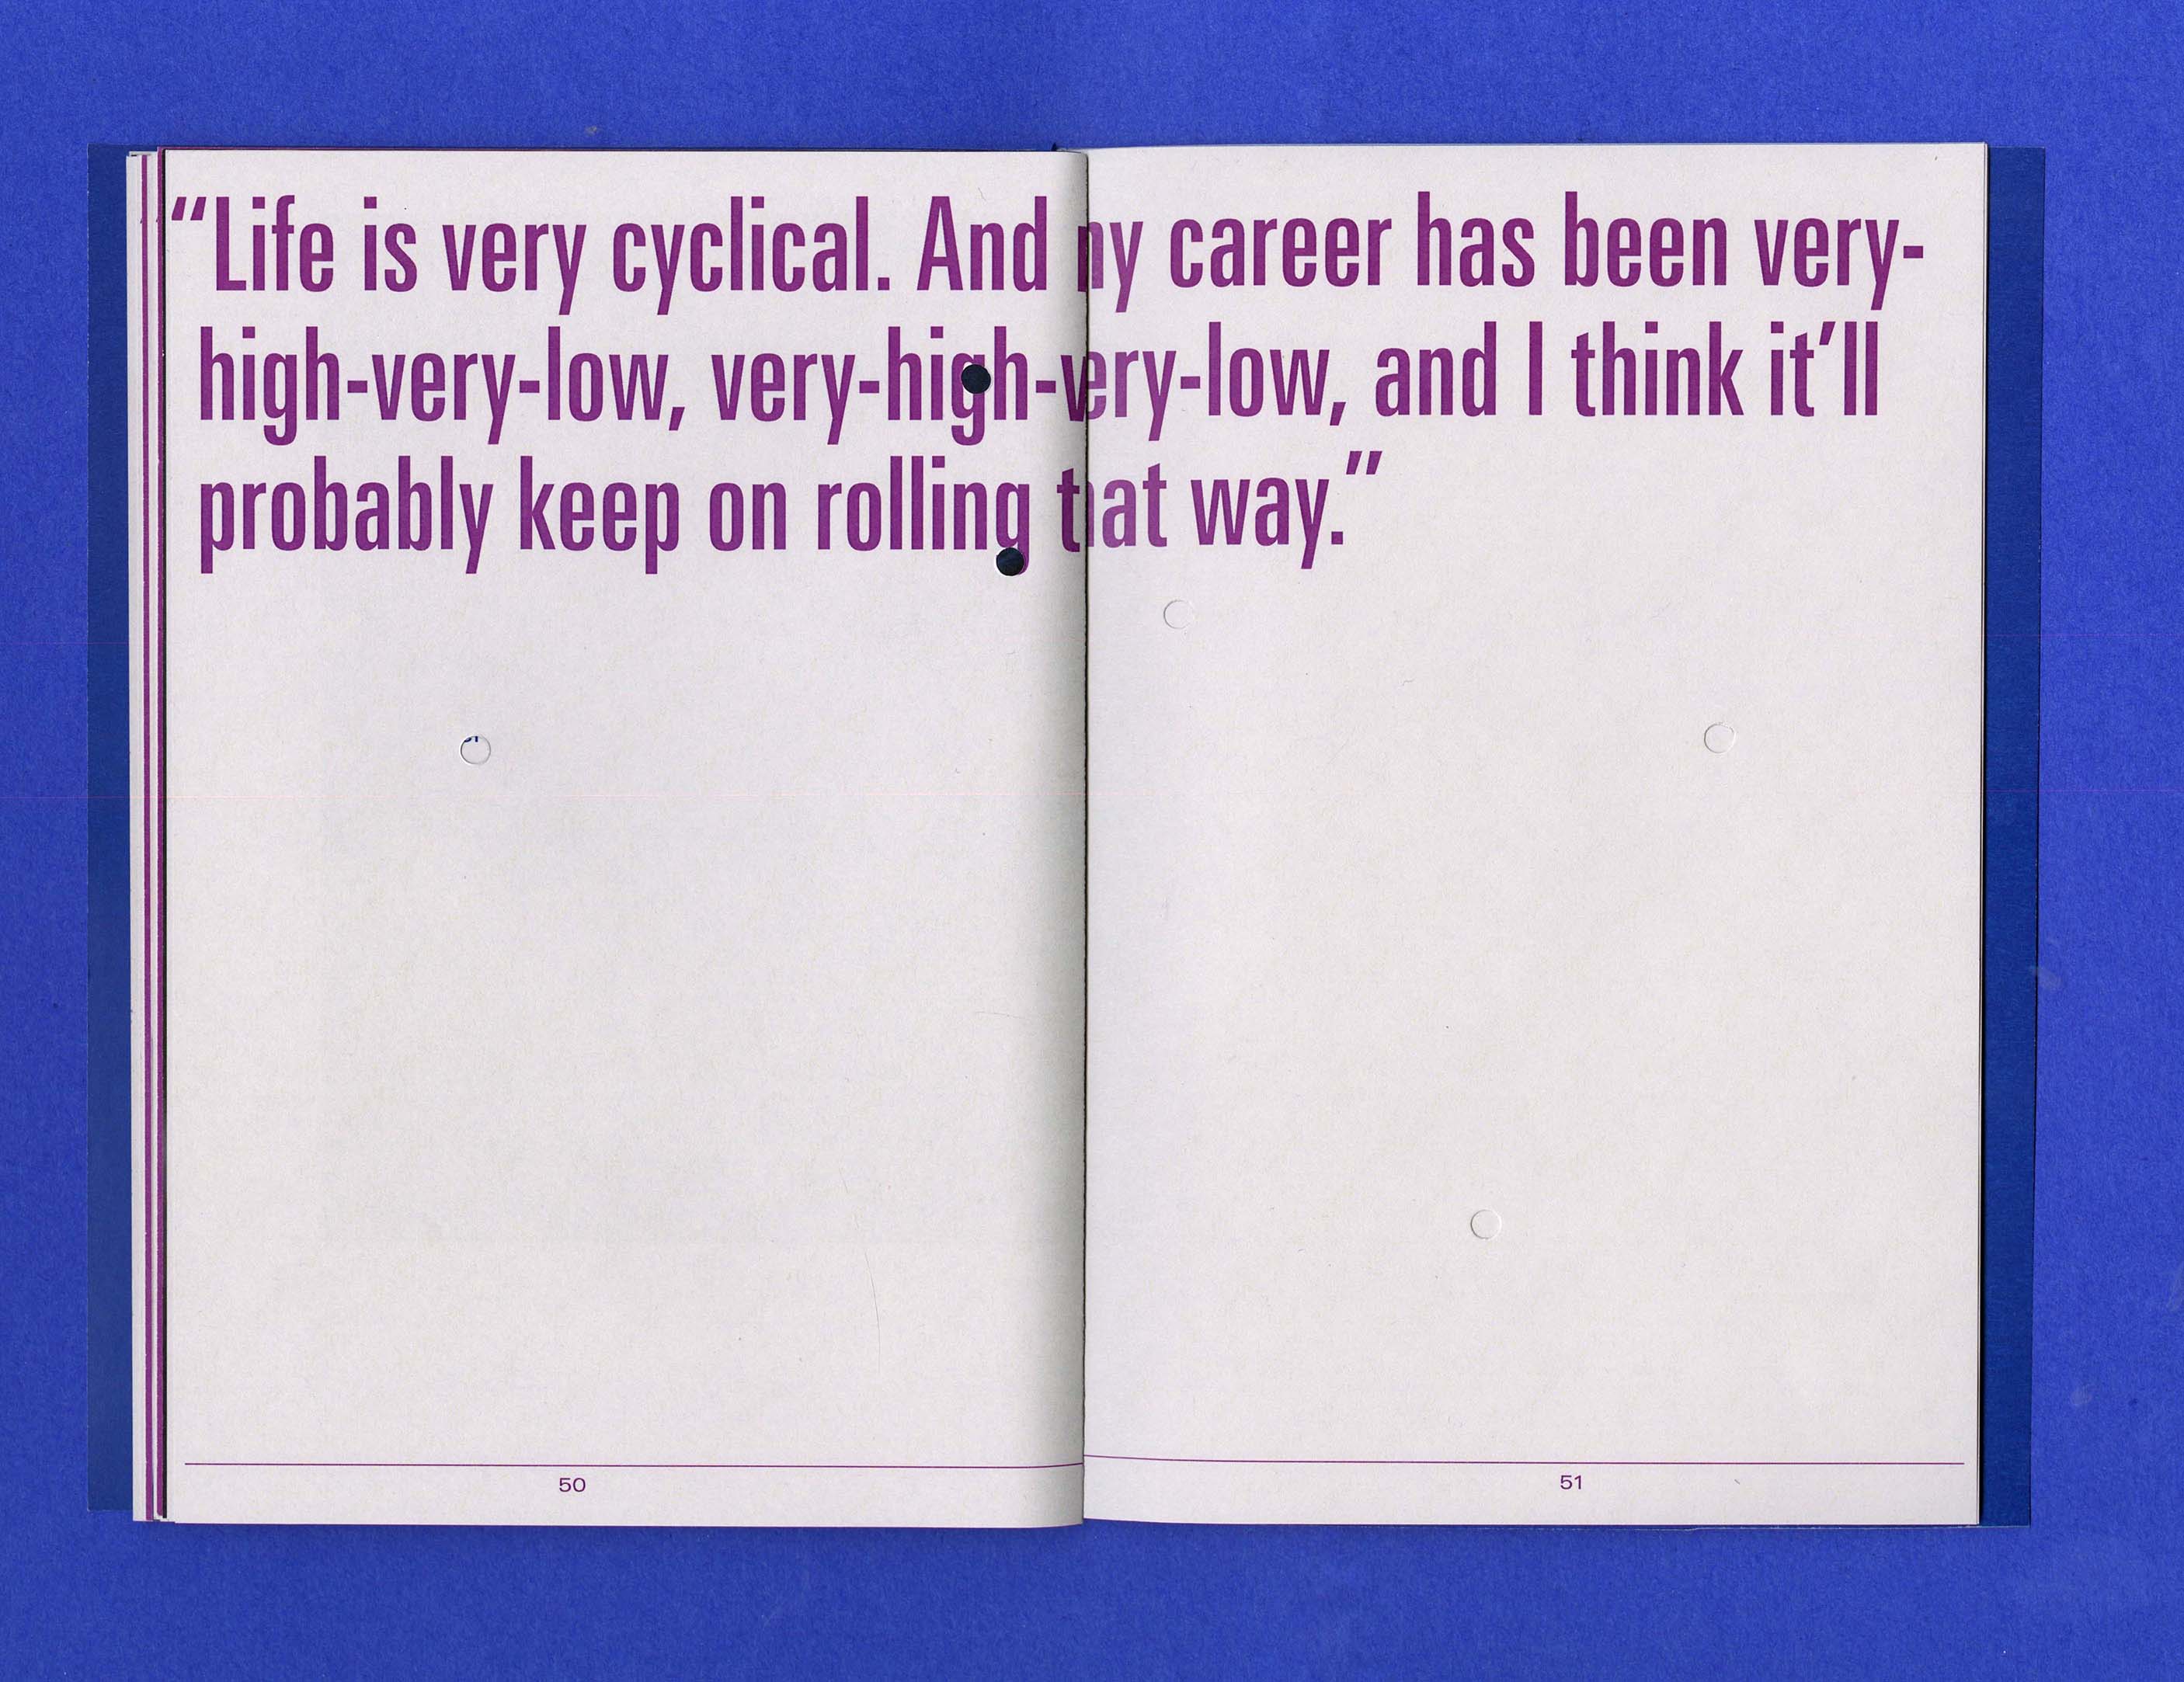 “Life is very cyclical. And my career has been very-
high-very-low, very-high-very-low, and I think it’ll
probably keep on rolling that way.”
50
51